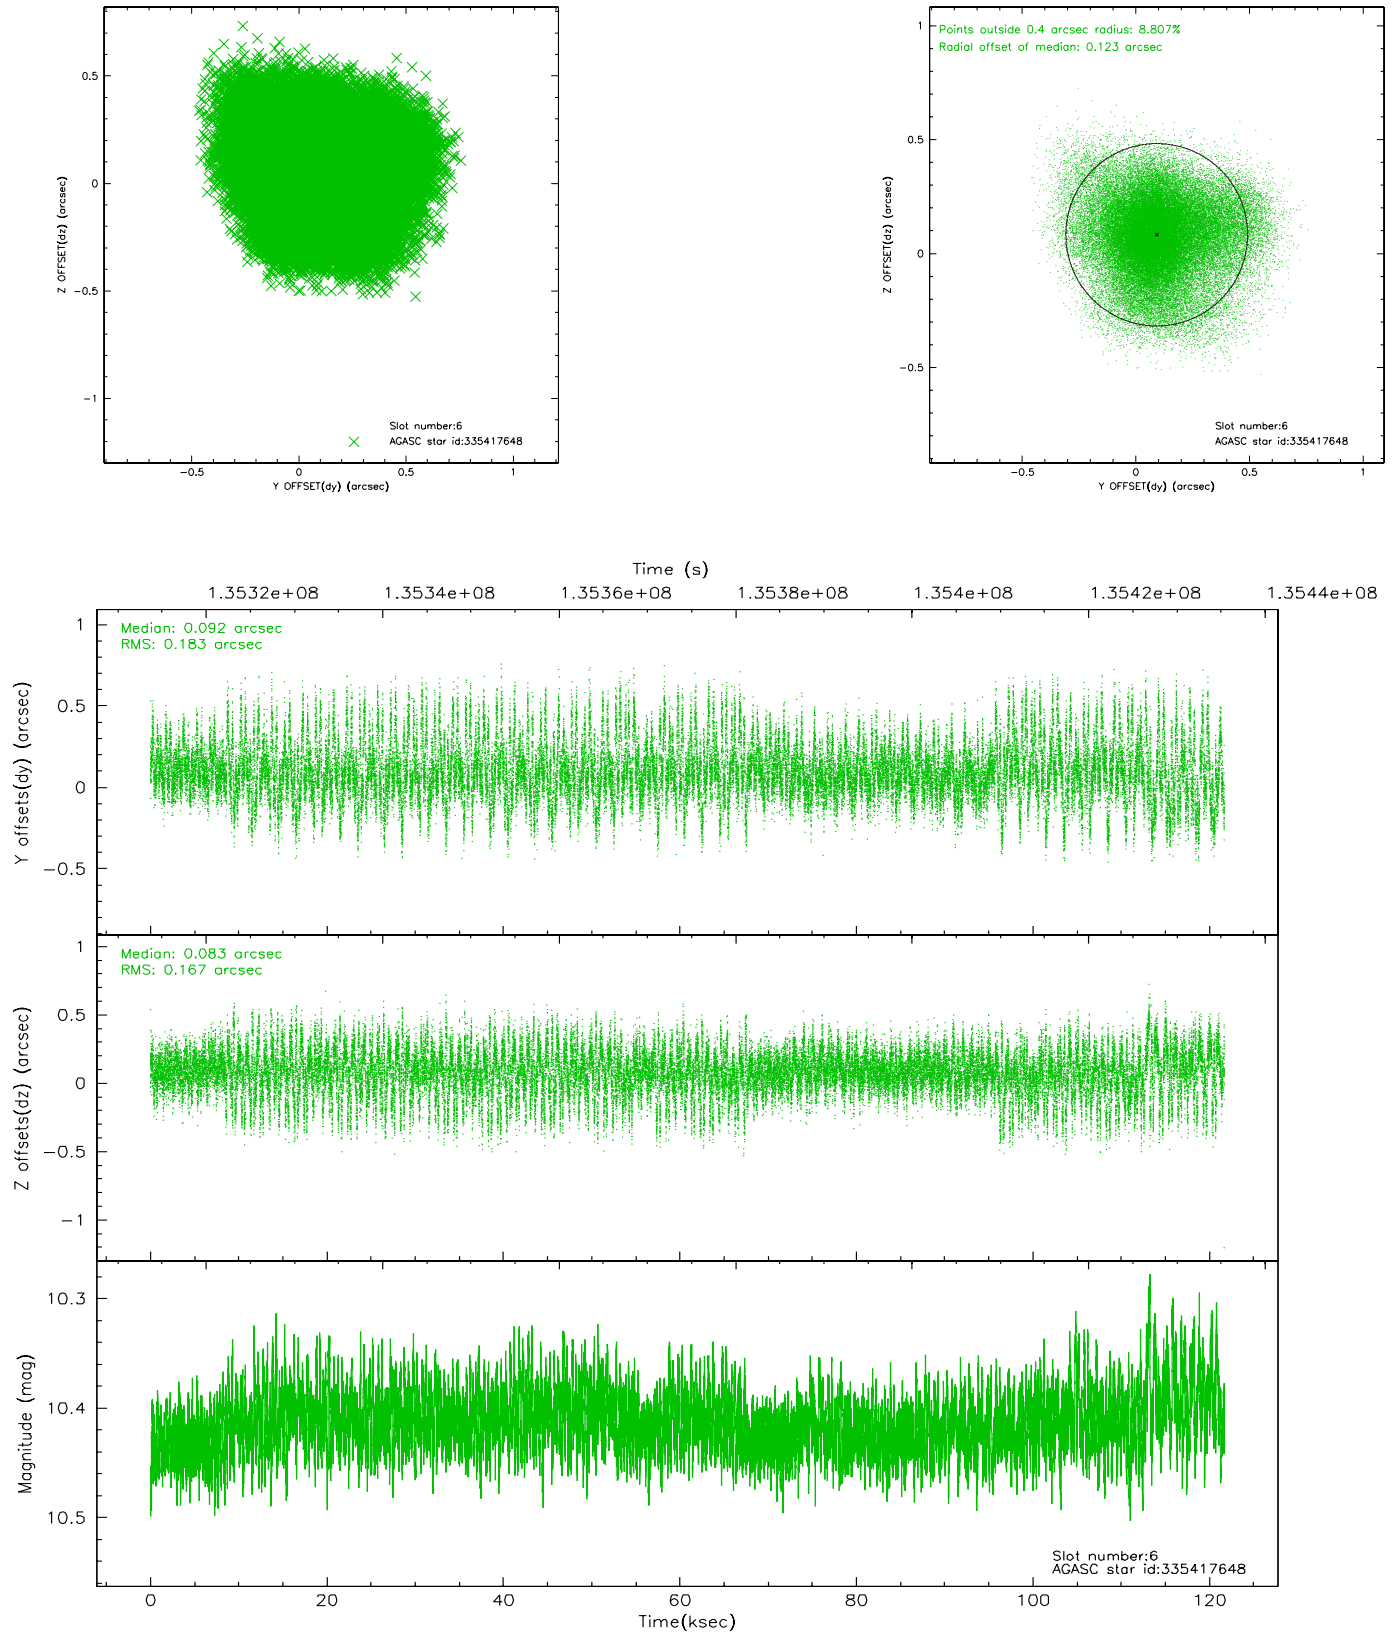 0.5
0
−0.5
−1
Z OFFSET(dz) (arcsec)
Slot number:6
AGASC star id:335417648
−0.5 0 0.5 1
Y OFFSET(dy) (arcsec)
Points outside 0.4 arcsec radius: 8.807%
Radial offset of median: 0.123 arcsec
1
0.5
0
−0.5
Z OFFSET(dz) (arcsec)
Slot number:6
AGASC star id:335417648
−0.5 0 0.5 1
Y OFFSET(dy) (arcsec)
Time (s)
1.3532e+08 1.3534e+08 1.3536e+08 1.3538e+08 1.354e+08 1.3542e+08 1.3544e+08
Median: 0.092 arcsec
RMS: 0.183 arcsec
1
0.5
0
−0.5
Y offsets(dy) (arcsec)
Median: 0.083 arcsec
RMS: 0.167 arcsec
1
0.5
0
−0.5
−1
Z offsets(dz) (arcsec)
10.3
10.4
10.5
Magnitude (mag)
Slot number:6
AGASC star id:335417648
0 20 40 60 80 100 120
Time(ksec)